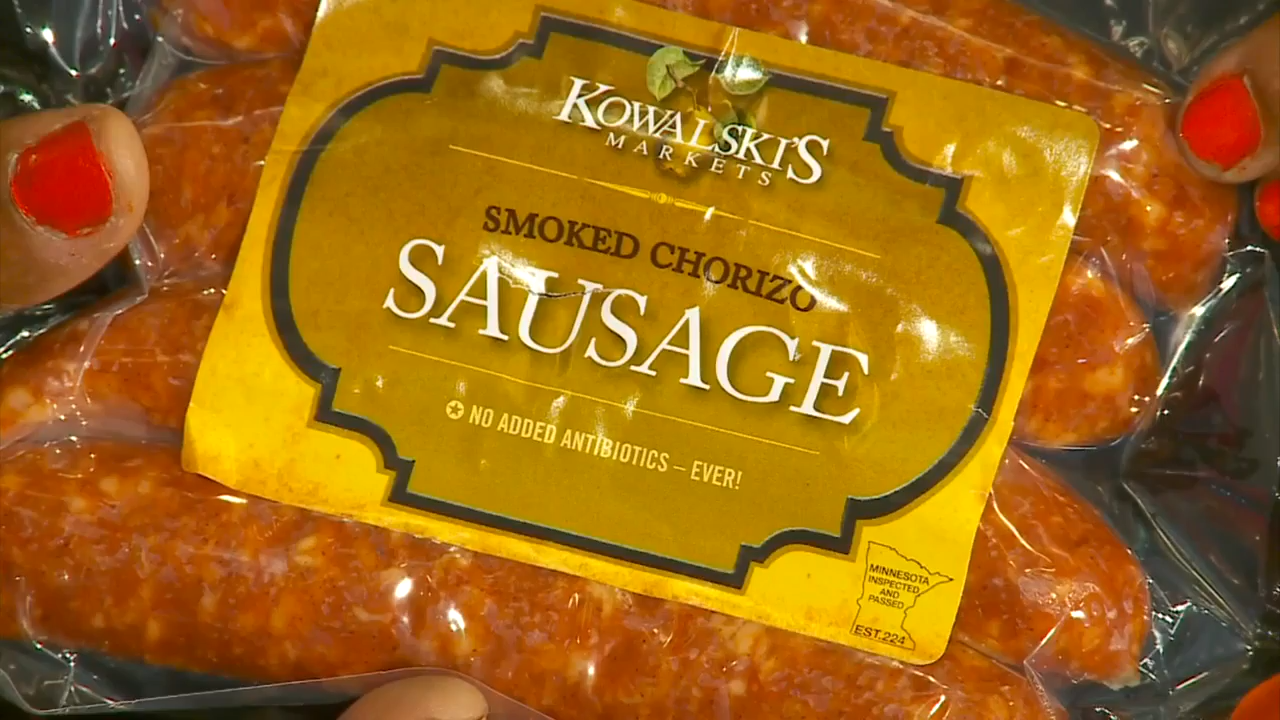 KOWALSKI'S
MARKETS
SMOKED CHORIZO
SAUSAGE
NO ADDED ANTIBIOTICS – EVER!
MINNESOTA
INSPECTED
AND
PASSED
EST.224